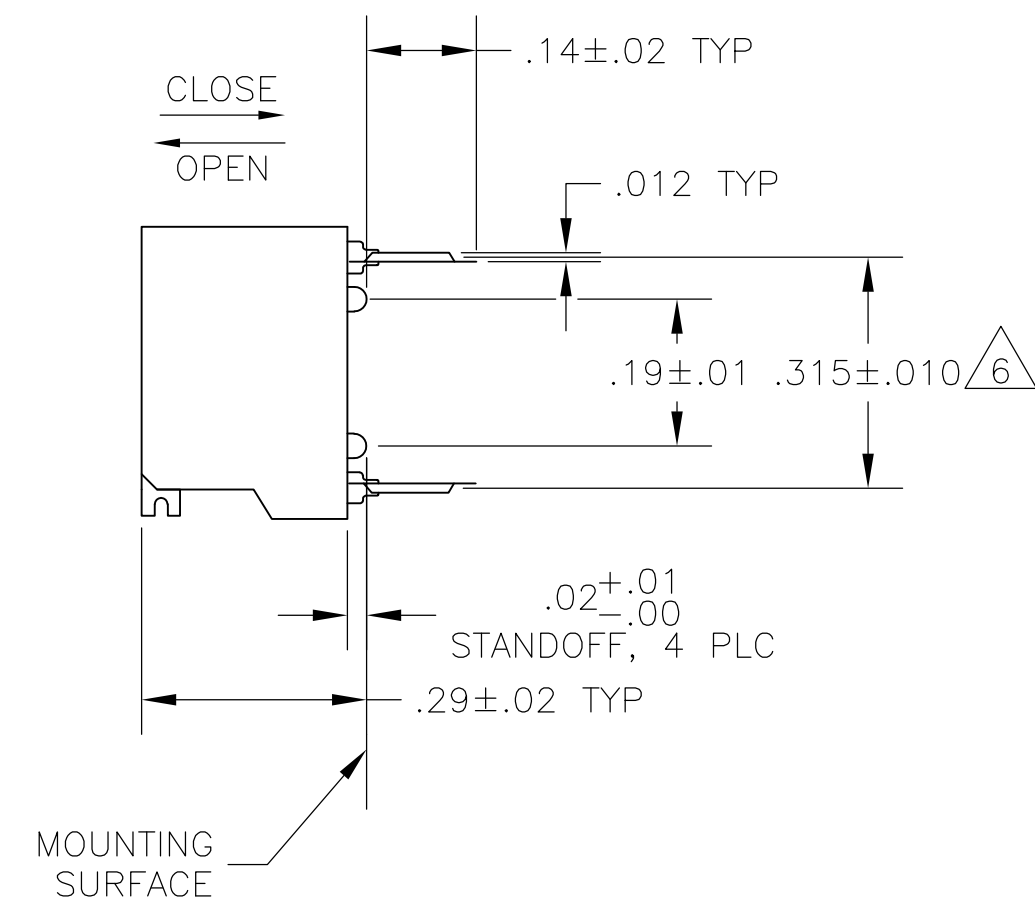 .14±.02 TYP
CLOSE
OPEN
.012 TYP
.19±.01
.315±.010
6
.02 +.01 -.00
STANDOFF, 4 PLC
.29±.02 TYP
MOUNTING
SURFACE